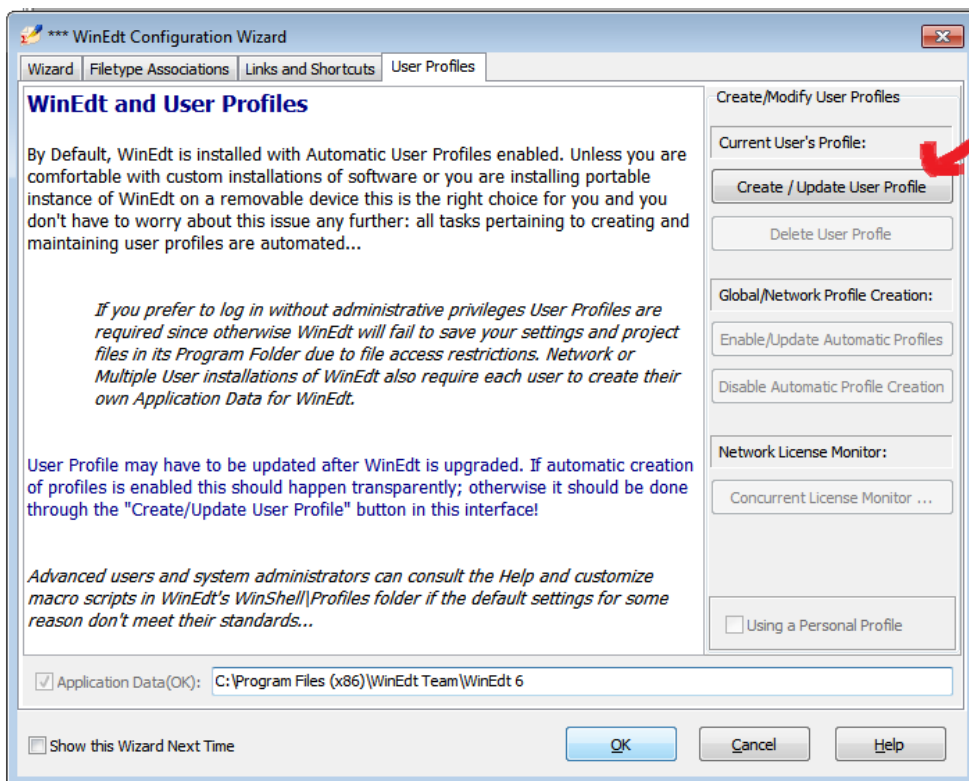 *** WinEdt Configuration Wizard
Wizard
Filetype Associations
Links and Shortcuts
User Profiles
WinEdt and User Profiles
By Default, WinEdt is installed with Automatic User Profiles enabled. Unless you are
comfortable with custom installations of software or you are installing portable
instance of WinEdt on a removable device this is the right choice for you and you
don't have to worry about this issue any further: all tasks pertaining to creating and
maintaining user profiles are automated...
If you prefer to log in without administrative privileges User Profiles are
required since otherwise WinEdt will fail to save your settings and project
files in its Program Folder due to file access restrictions. Network or
Multiple User installations of WinEdt also require each user to create their
own Application Data for WinEdt.
User Profile may have to be updated after WinEdt is upgraded. If automatic creation
of profiles is enabled this should happen transparently; otherwise it should be done
through the "Create/Update User Profile" button in this interface!
Advanced users and system administrators can consult the Help and customize
macro scripts in WinEdt's WinShell\Profiles folder if the default settings for some
reason don't meet their standards...
Create/Modify User Profiles
Current User's Profile:
Create / Update User Profile
Delete User Profle
Global/Network Profile Creation:
Enable/Update Automatic Profiles
Disable Automatic Profile Creation
Network License Monitor:
Concurrent License Monitor ...
Using a Personal Profile
Application Data(OK): C:\Program Files (x86)\WinEdt Team\WinEdt 6
Show this Wizard Next Time
OK
Cancel
Help